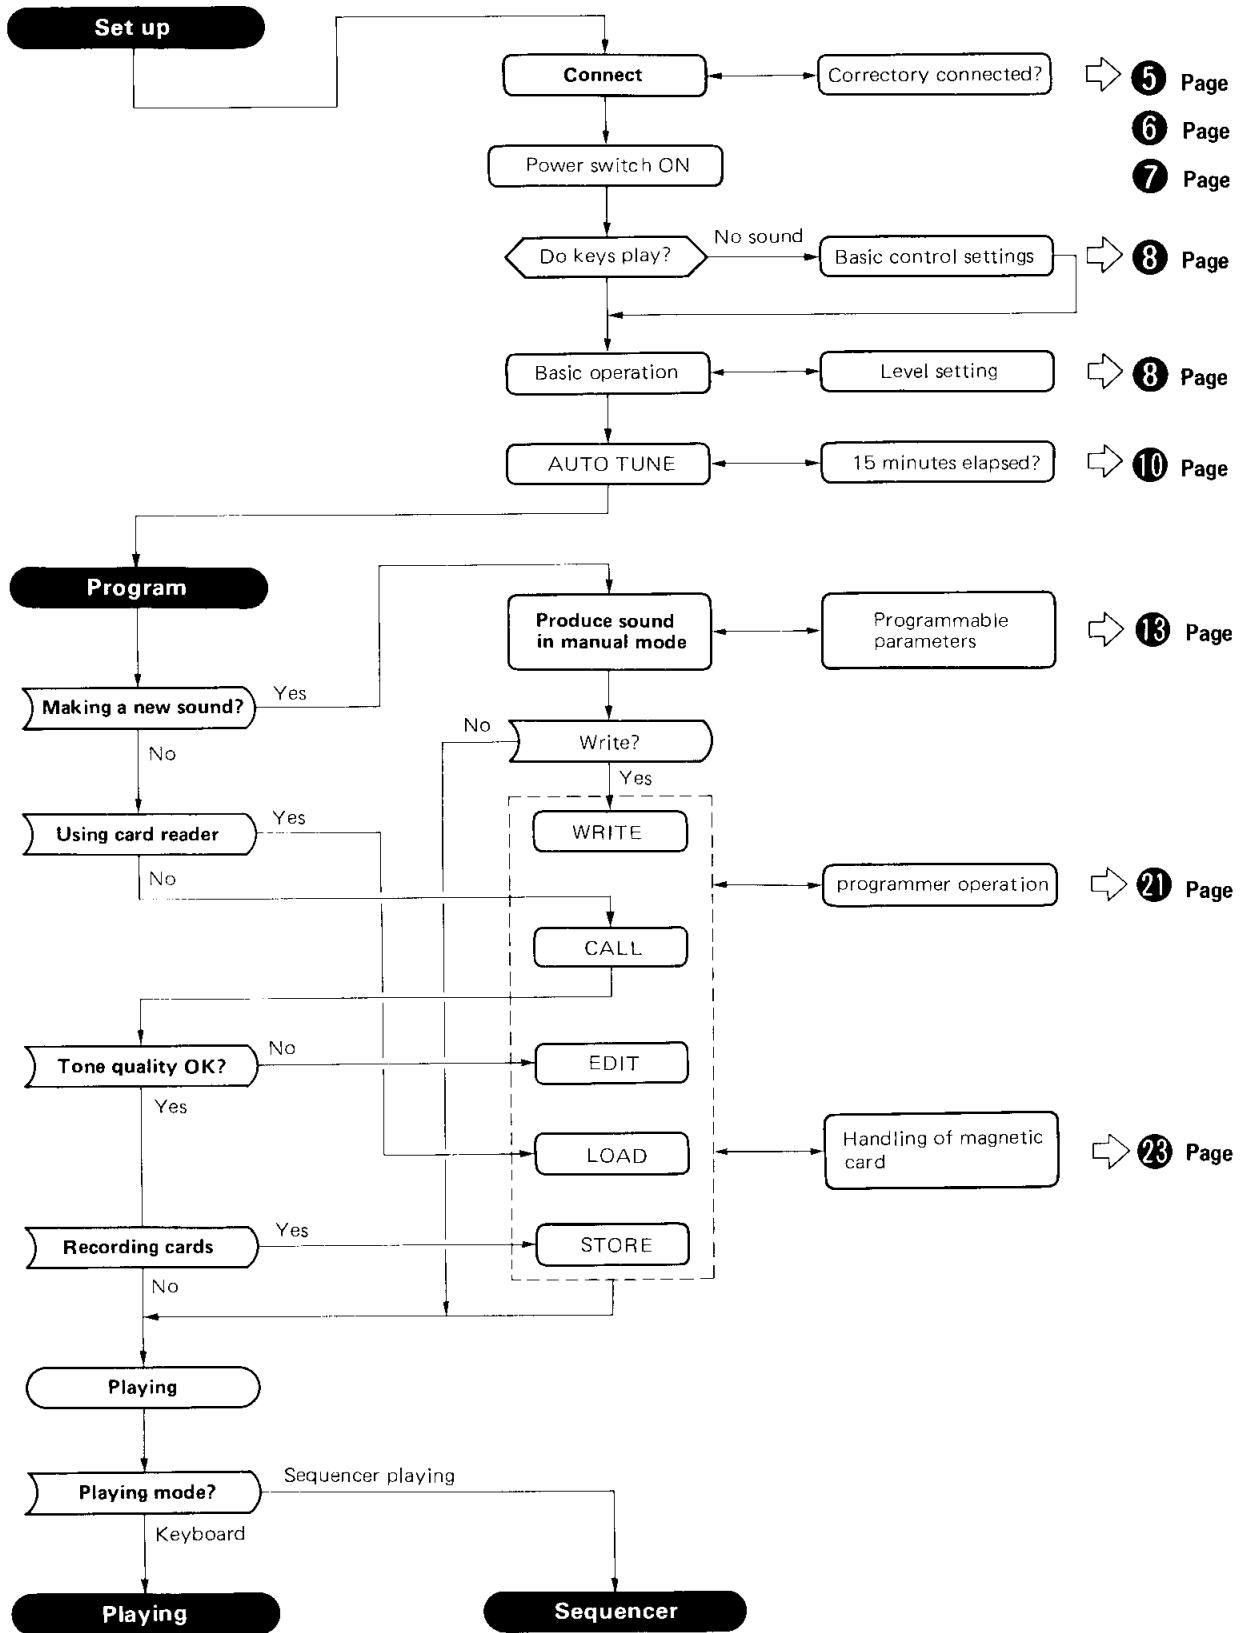 Set up
Connect
Correctory connected?
5 Page
6 Page
Power switch ON
7 Page
No sound
Do keys play?
Basic control settings
8 Page
Basic operation
Level setting
8 Page
AUTO TUNE
15 minutes elapsed?
10 Page
Program
Produce sound
in manual mode
Programmable
parameters
13 Page
Making a new sound?
Yes
No
No
Write?
Yes
Using card reader
Yes
No
WRITE
programmer operation
21 Page
CALL
Tone quality OK?
No
Yes
EDIT
LOAD
Handling of magnetic
card
23 Page
Recording cards
Yes
No
STORE
Playing
Playing mode?
Sequencer playing
Keyboard
Playing
Sequencer